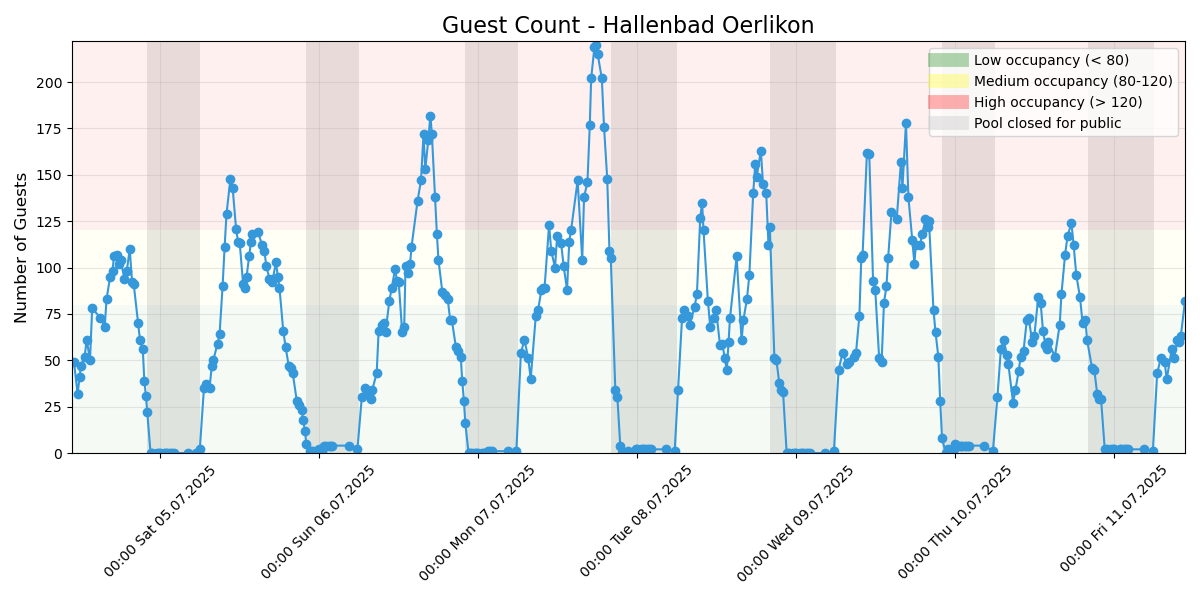 Guest Count - Hallenbad Oerlikon
Number of Guests
200
175
150
125
100
75
50
25
0
Low occupancy (< 80)
Medium occupancy (80-120)
High occupancy (> 120)
Pool closed for public
00:00 Sat 05.07.2025
00:00 Sun 06.07.2025
00:00 Mon 07.07.2025
00:00 Tue 08.07.2025
00:00 Wed 09.07.2025
00:00 Thu 10.07.2025
00:00 Fri 11.07.2025